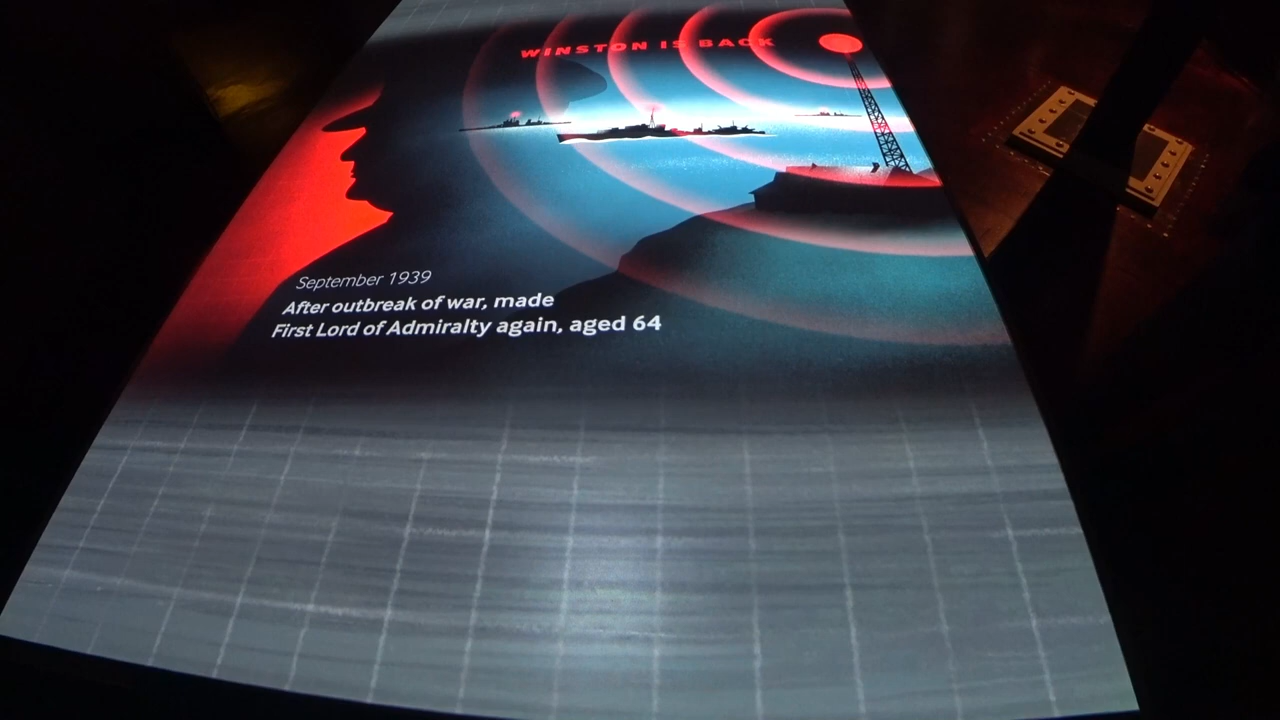 WINSTON IS BACK
September 1939
After outbreak of war, made
First Lord of Admiralty again, aged 64